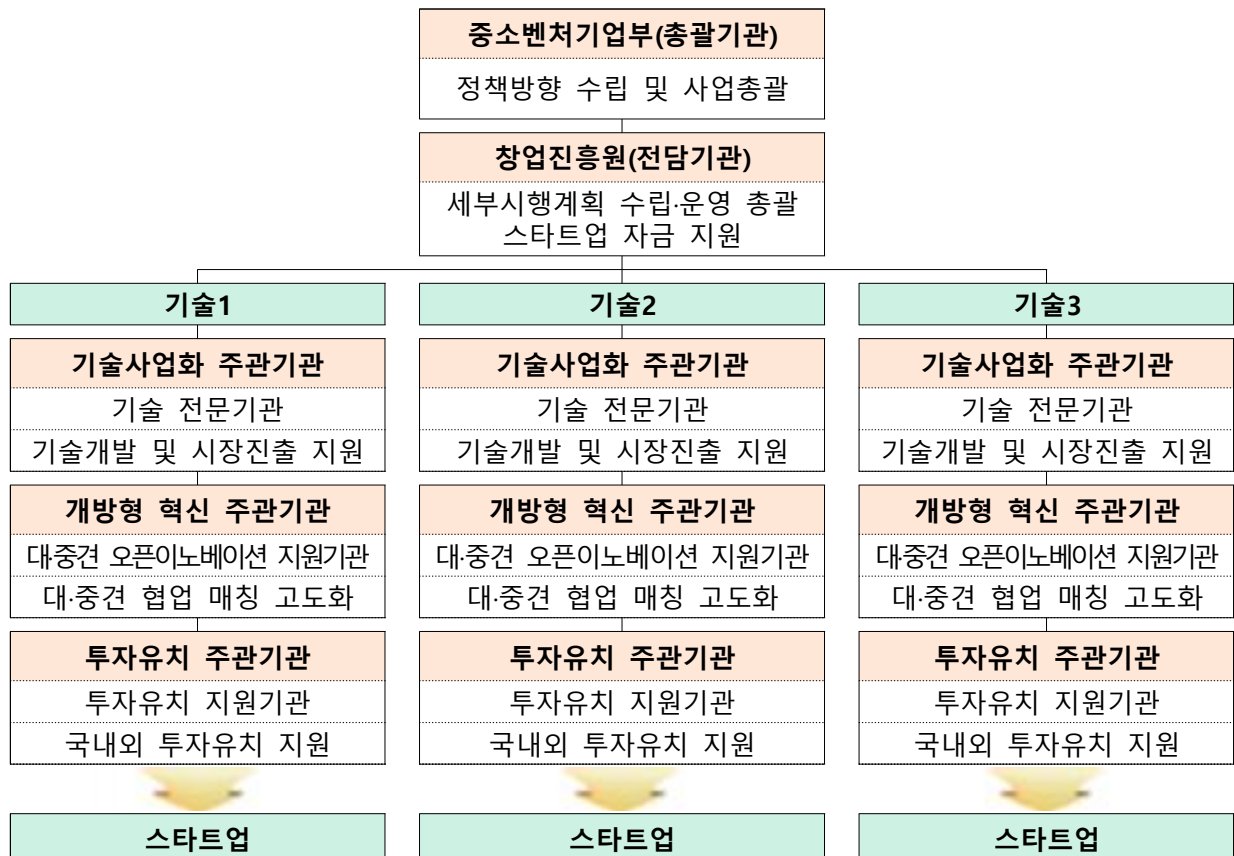 중소벤처기업부(총괄기관)
정책방향 수립 및 사업총괄
창업진흥원(전담기관)
세부시행계획 수립·운영 총괄
스타트업 자금 지원
기술1
기술2
기술3
기술사업화 주관기관
기술사업화 주관기관
기술사업화 주관기관
기술 전문기관
기술 전문기관
기술 전문기관
기술개발 및 시장진출 지원
기술개발 및 시장진출 지원
기술개발 및 시장진출 지원
개방형 혁신 주관기관
개방형 혁신 주관기관
개방형 혁신 주관기관
대·중견 오픈이노베이션 지원기관
대·중견 오픈이노베이션 지원기관
대·중견 오픈이노베이션 지원기관
대·중견 협업 매칭 고도화
대·중견 협업 매칭 고도화
대·중견 협업 매칭 고도화
투자유치 주관기관
투자유치 주관기관
투자유치 주관기관
투자유치 지원기관
투자유치 지원기관
투자유치 지원기관
국내외 투자유치 지원
국내외 투자유치 지원
국내외 투자유치 지원
스타트업
스타트업
스타트업